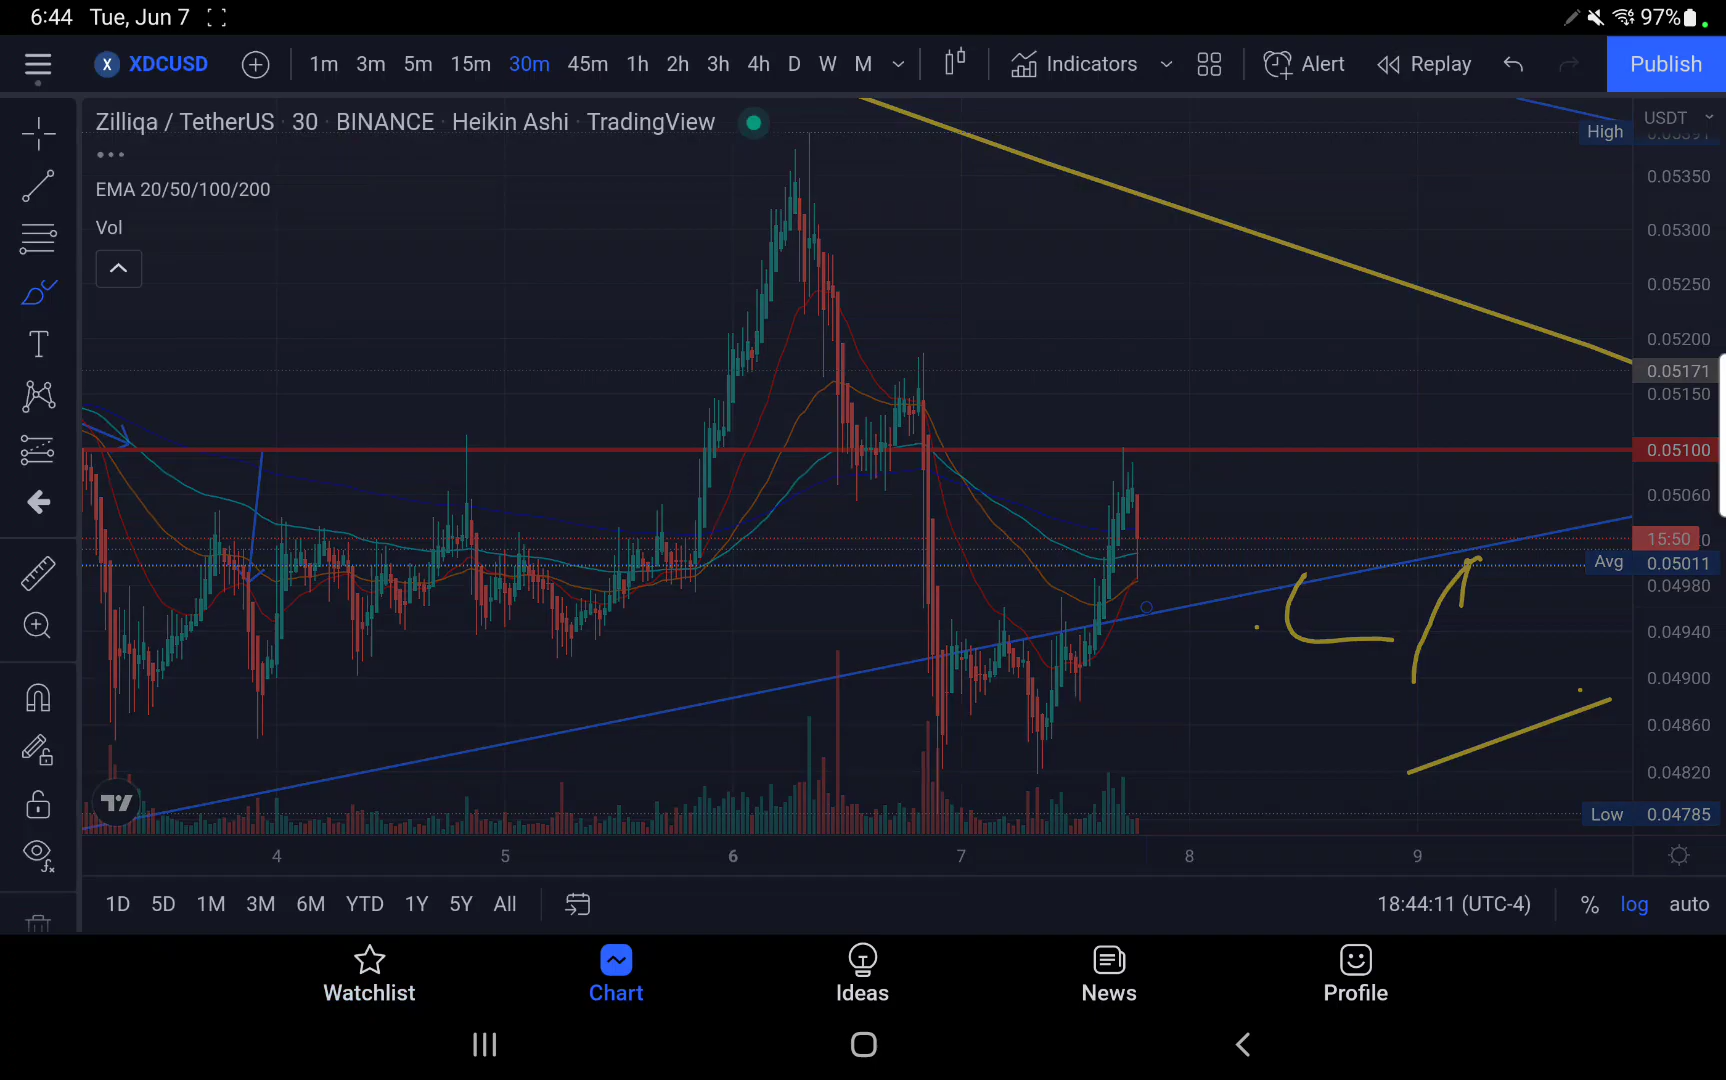 6:44 Tue, Jun 7 97%
X XDCUSD 1m 3m 5m 15m 30m 45m 1h 2h 3h 4h D W M Indicators Alert Replay Publish
Zilliqa / TetherUS · 30 · BINANCE · Heikin Ashi · TradingView
USDT
High
0.05350
EMA 20/50/100/200
Vol
0.05300
0.05250
0.05200
0.05171
0.05150
0.05100
0.05060
15:50
Avg 0.05011
0.04980
0.04940
0.04900
0.04860
0.04820
Low 0.04785
4 5 6 7 8 9
1D 5D 1M 3M 6M YTD 1Y 5Y All 18:44:11 (UTC-4) % log auto
Watchlist Chart Ideas News Profile